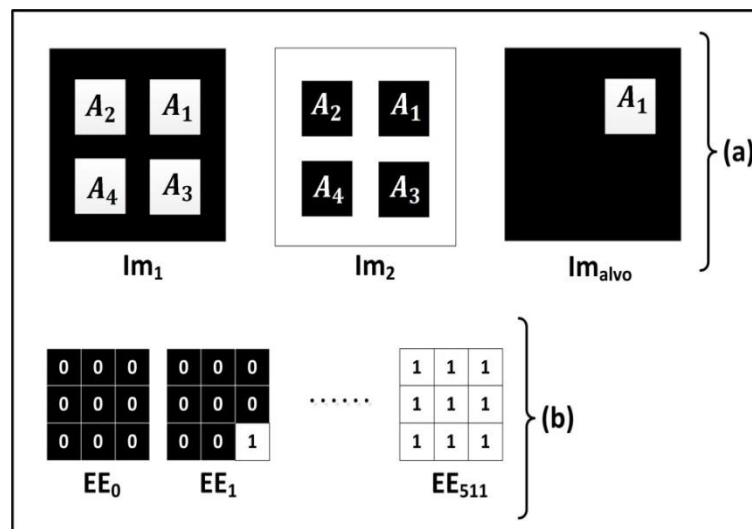 A₂ A₁ A₂ A₁ A₁
A₄ A₃ A₄ A₃
(a)
Im₁ Im₂ Imₐₗᵥₒ
0 0 0 0 0 0 1 1 1
0 0 0 0 0 0 ...... 1 1 1
0 0 0 0 0 1 1 1 1
(b)
EE₀ EE₁ EE₅₁₁